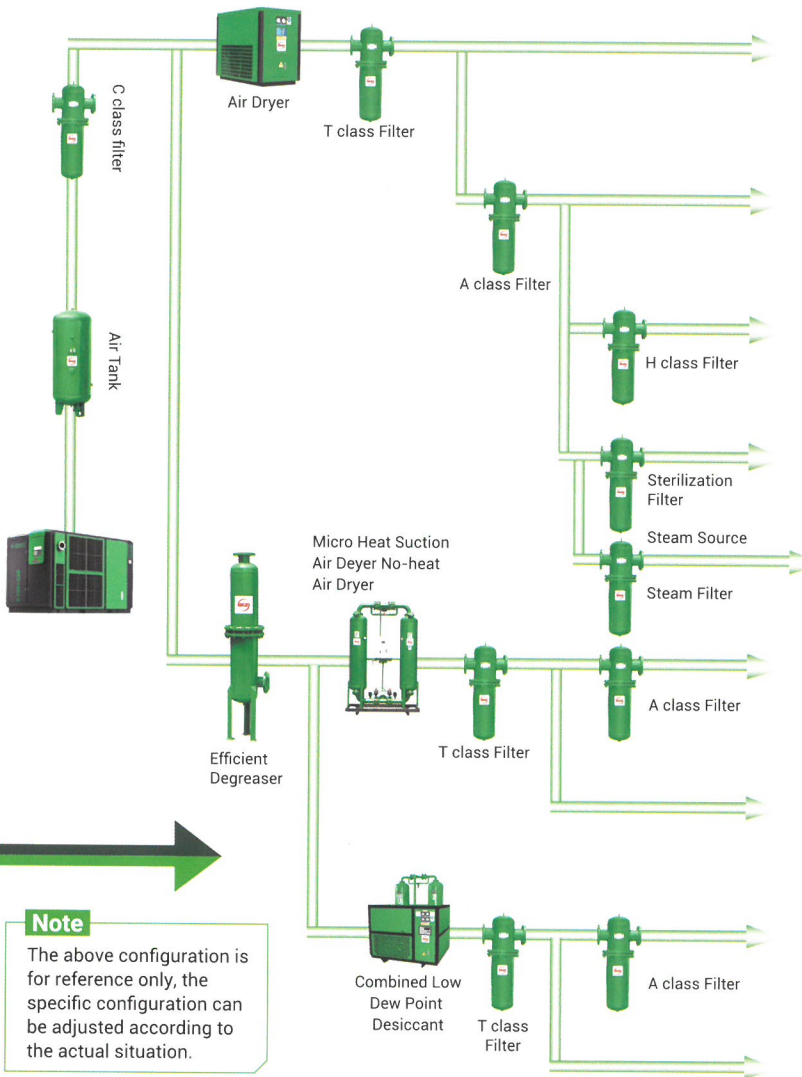 Air Dryer
T class Filter
C class filter
A class Filter
Air Tank
H class Filter
Sterilization
Filter
Steam Source
Steam Filter
Micro Heat Suction
Air Deyer No-heat
Air Dryer
A class Filter
T class Filter
Efficient
Degreaser
Note
The above configuration is
for reference only, the
specific configuration can
be adjusted according to
the actual situation.
Combined Low
Dew Point
Desiccant
T class
Filter
A class Filter